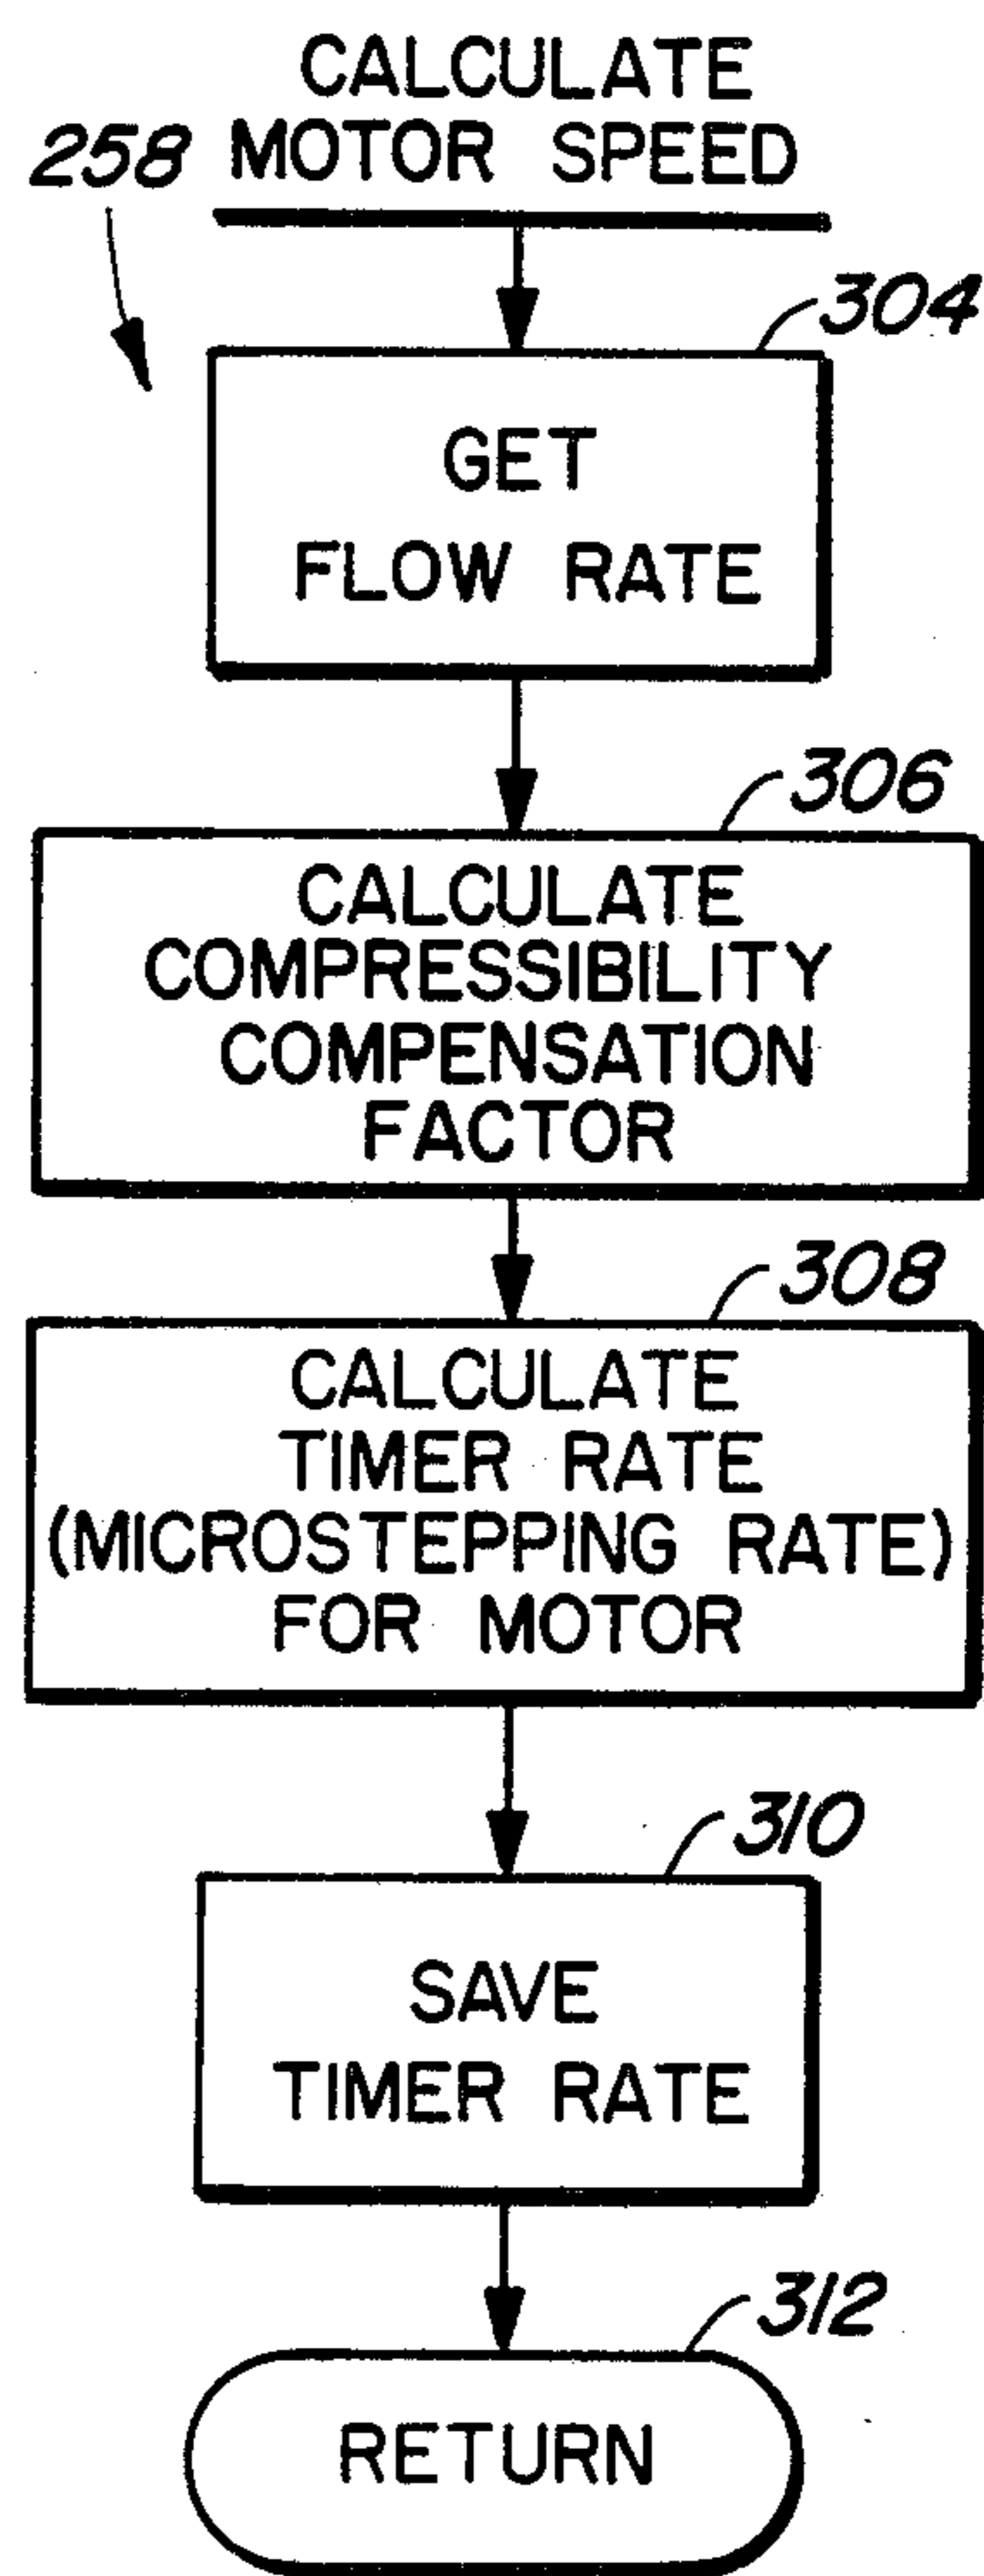 CALCULATE
258 MOTOR SPEED
304
GET
FLOW RATE
306
CALCULATE
COMPRESSIBILITY
COMPENSATION
FACTOR
308
CALCULATE
TIMER RATE
(MICROSTEPPING RATE)
FOR MOTOR
310
SAVE
TIMER RATE
312
RETURN